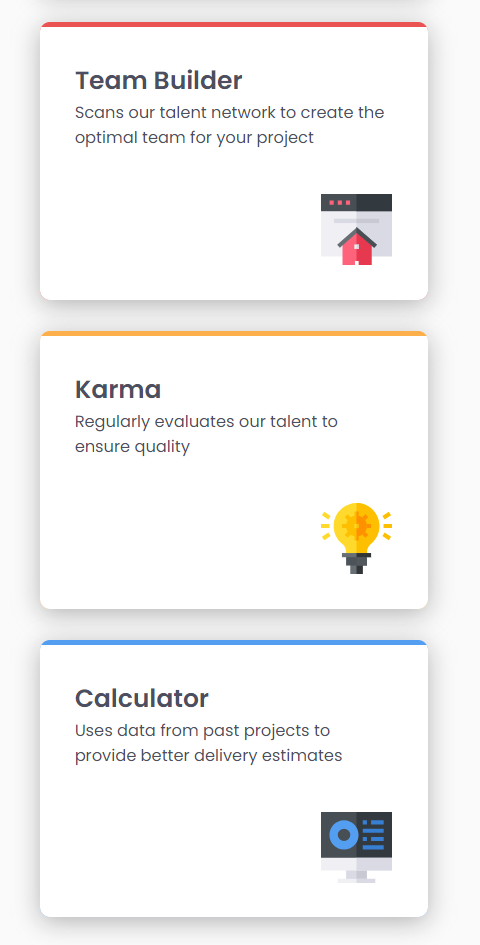 Team Builder
Scans our talent network to create the
optimal team for your project
Karma
Regularly evaluates our talent to
ensure quality
Calculator
Uses data from past projects to
provide better delivery estimates